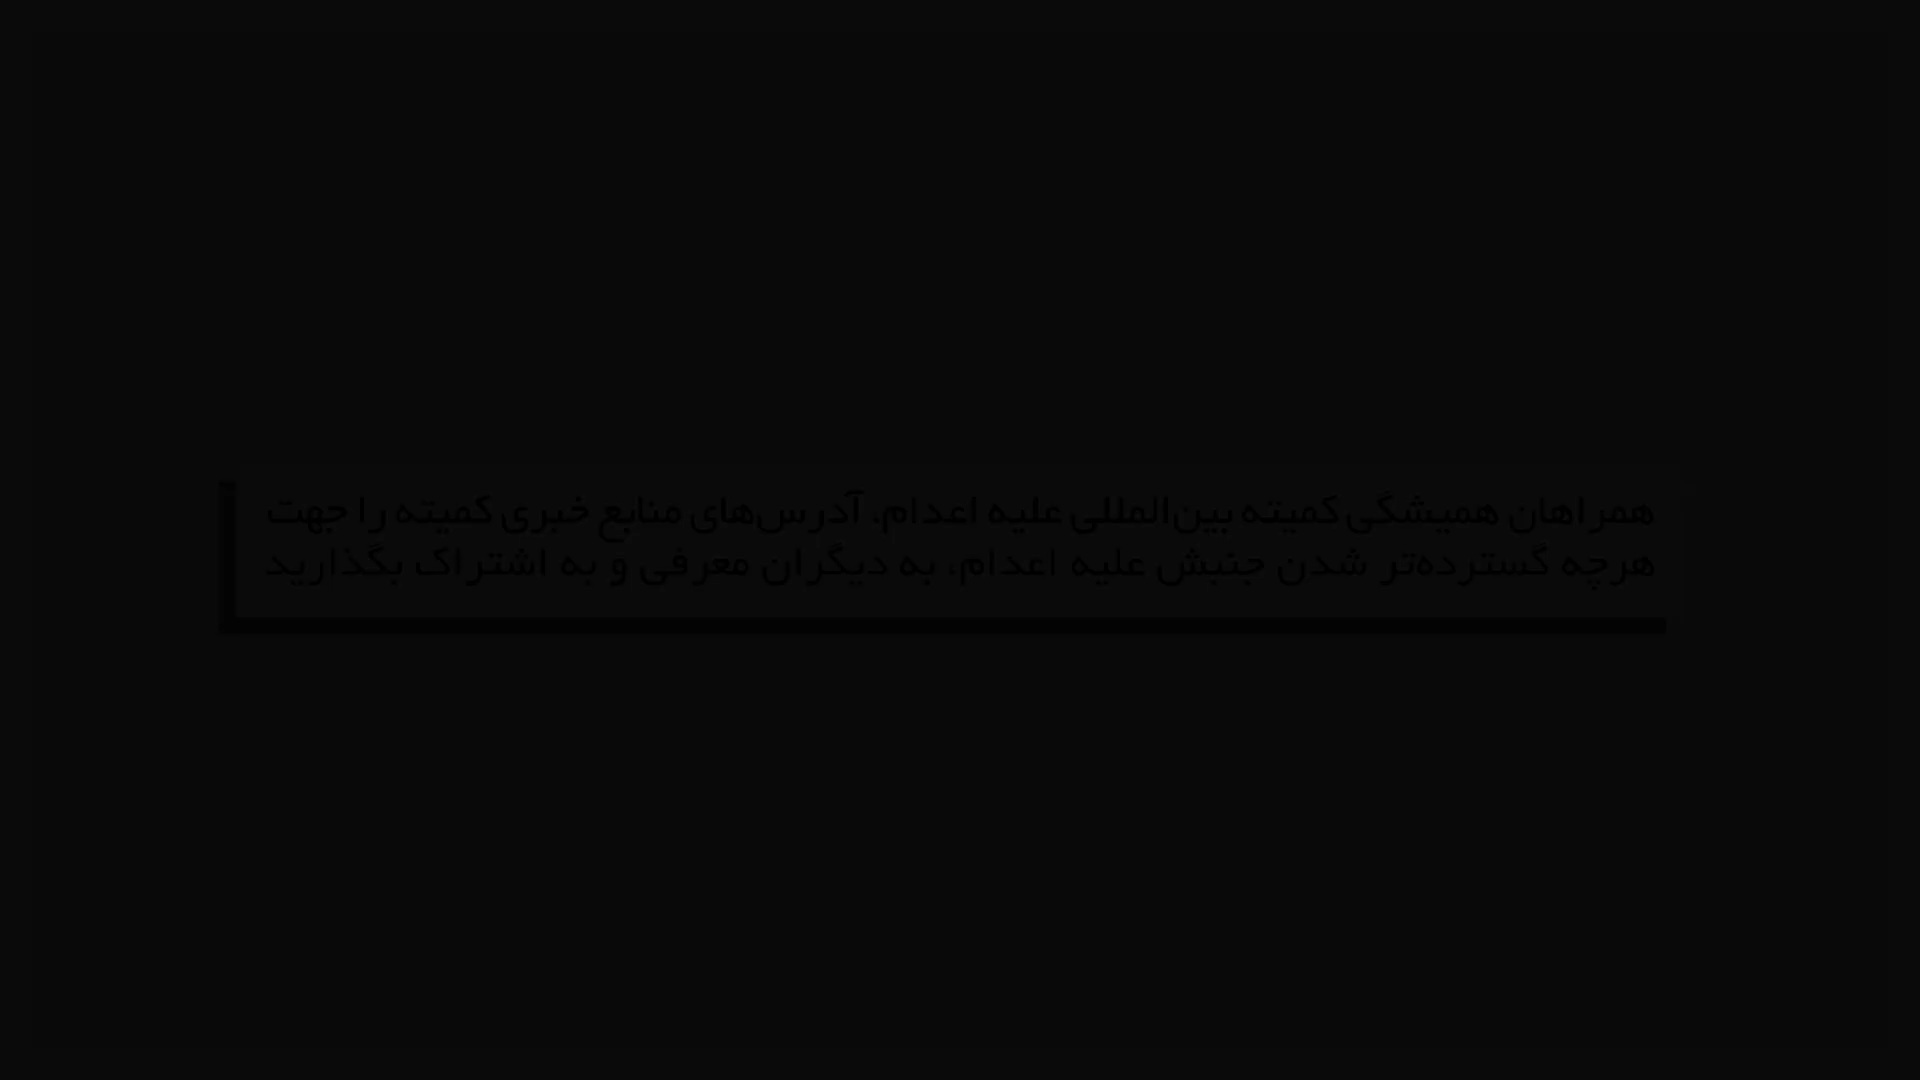 همراهان همیشگی کمیته بین‌المللی علیه اعدام، آدرس‌های منابع خبری کمیته را جهت
هرچه گسترده‌تر شدن جنبش علیه اعدام، به دیگران معرفی و به اشتراک بگذارید